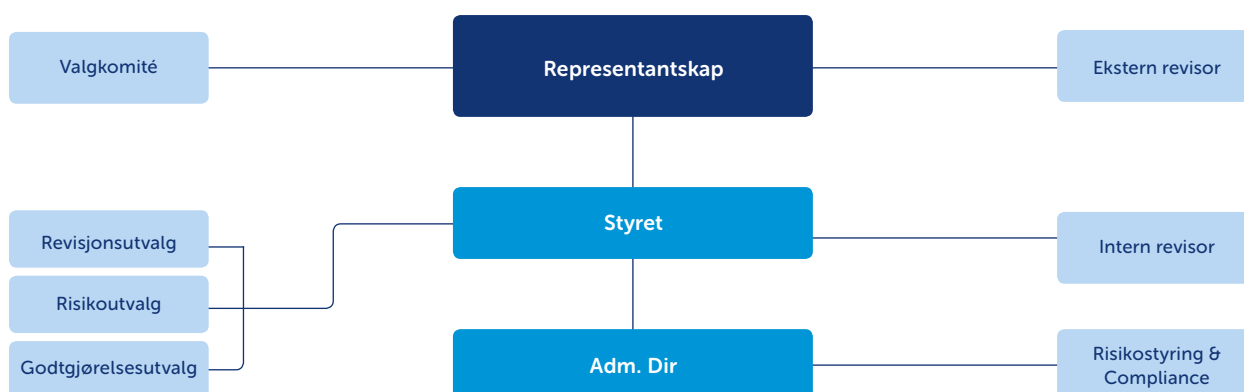 Valgkomité
Representantskap
Ekstern revisor
Revisjonsutvalg
Styret
Intern revisor
Risikoutvalg
Godtgjørelsesutvalg
Adm. Dir
Risikostyring &
Compliance